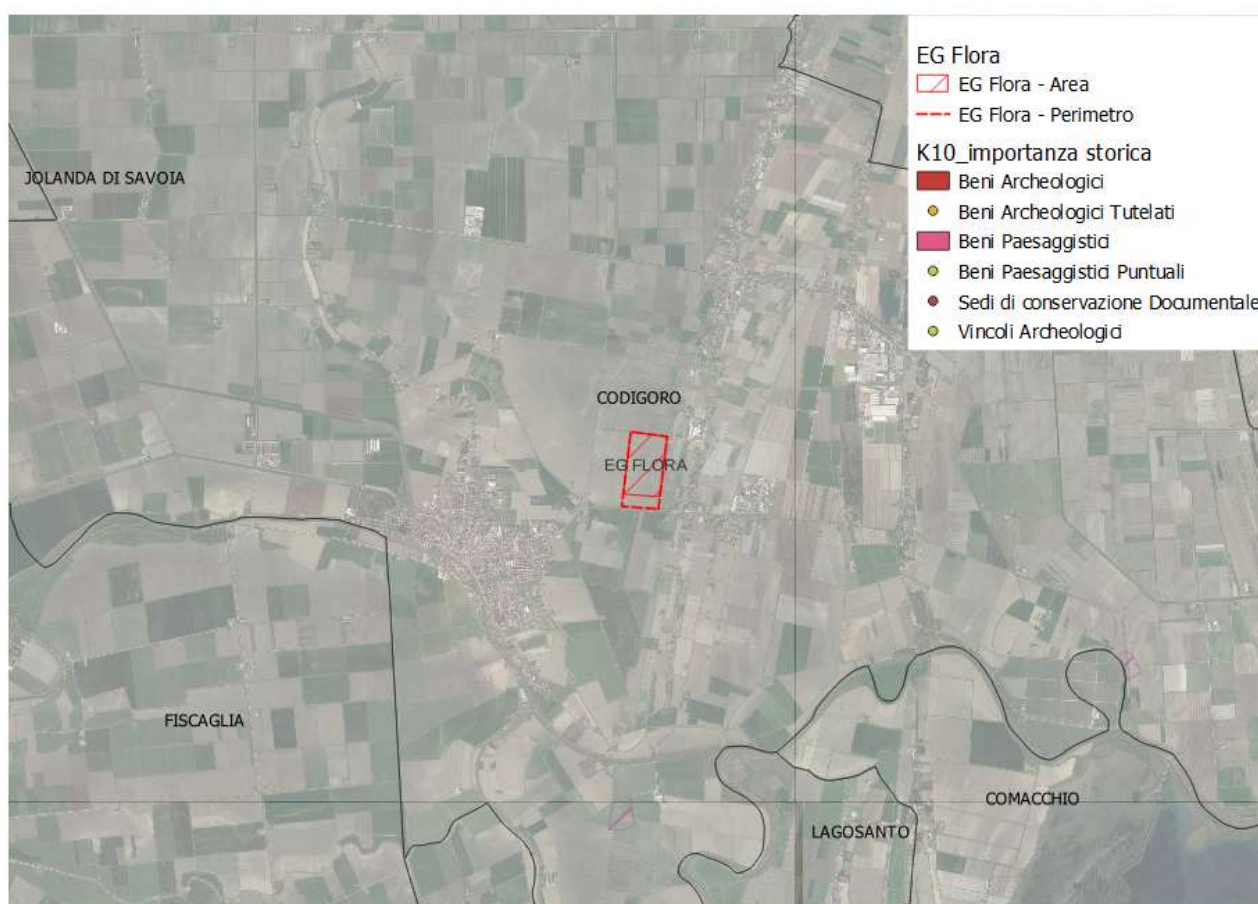 EG Flora
EG Flora - Area
EG Flora - Perimetro
K10_importanza storica
Beni Archeologici
Beni Archeologici Tutelati
Beni Paesaggistici
Beni Paesaggistici Puntuali
Sedi di conservazione Documentale
Vincoli Archeologici
JOLANDA DI SAVOIA
CODIGORO
EG FLORA
FISCAGLIA
COMACCHIO
LAGOSANTO